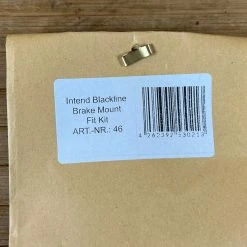 Intend Blackline
Brake Mount
Fit Kit
ART.-NR.: 46